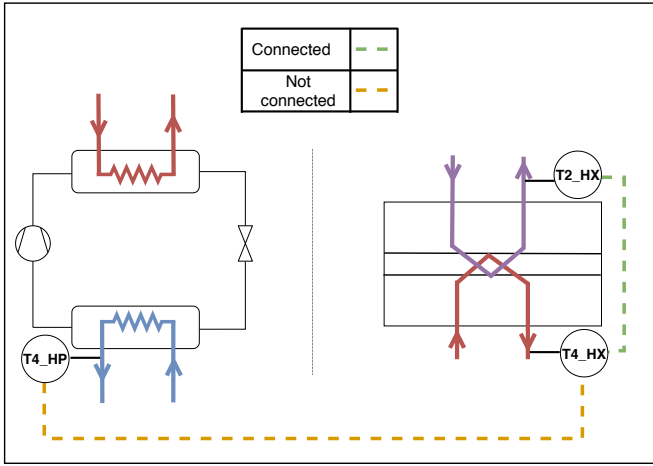 Connected
Not
connected
T2_HX
T4_HP
T4_HX